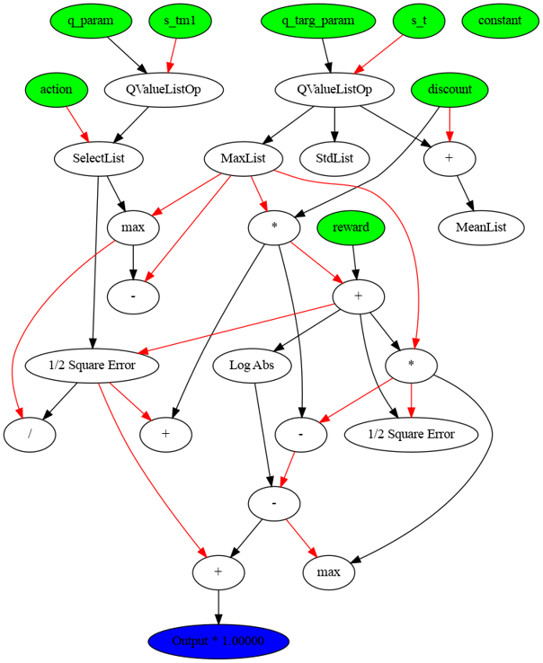 q_param
s_tm1
q_targ_param
s_t
constant
action
QValueListOp
QValueListOp
discount
SelectList
MaxList
StdList
+
max
*
reward
MeanList
-
+
1/2 Square Error
Log Abs
*
/
+
-
1/2 Square Error
-
+
max
Output * 1.00000